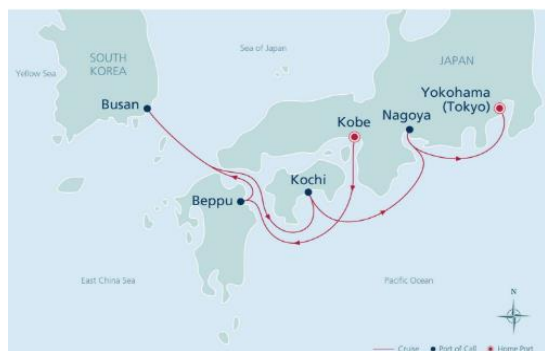 Sea of Japan
SOUTH
KOREA
JAPAN
Yellow Sea
Yokohama
(Tokyo)
Busan
Nagoya
Kobe
Kochi
Beppu
East China Sea
Pacific Ocean
N
Cruise
Port of Call
Home Port